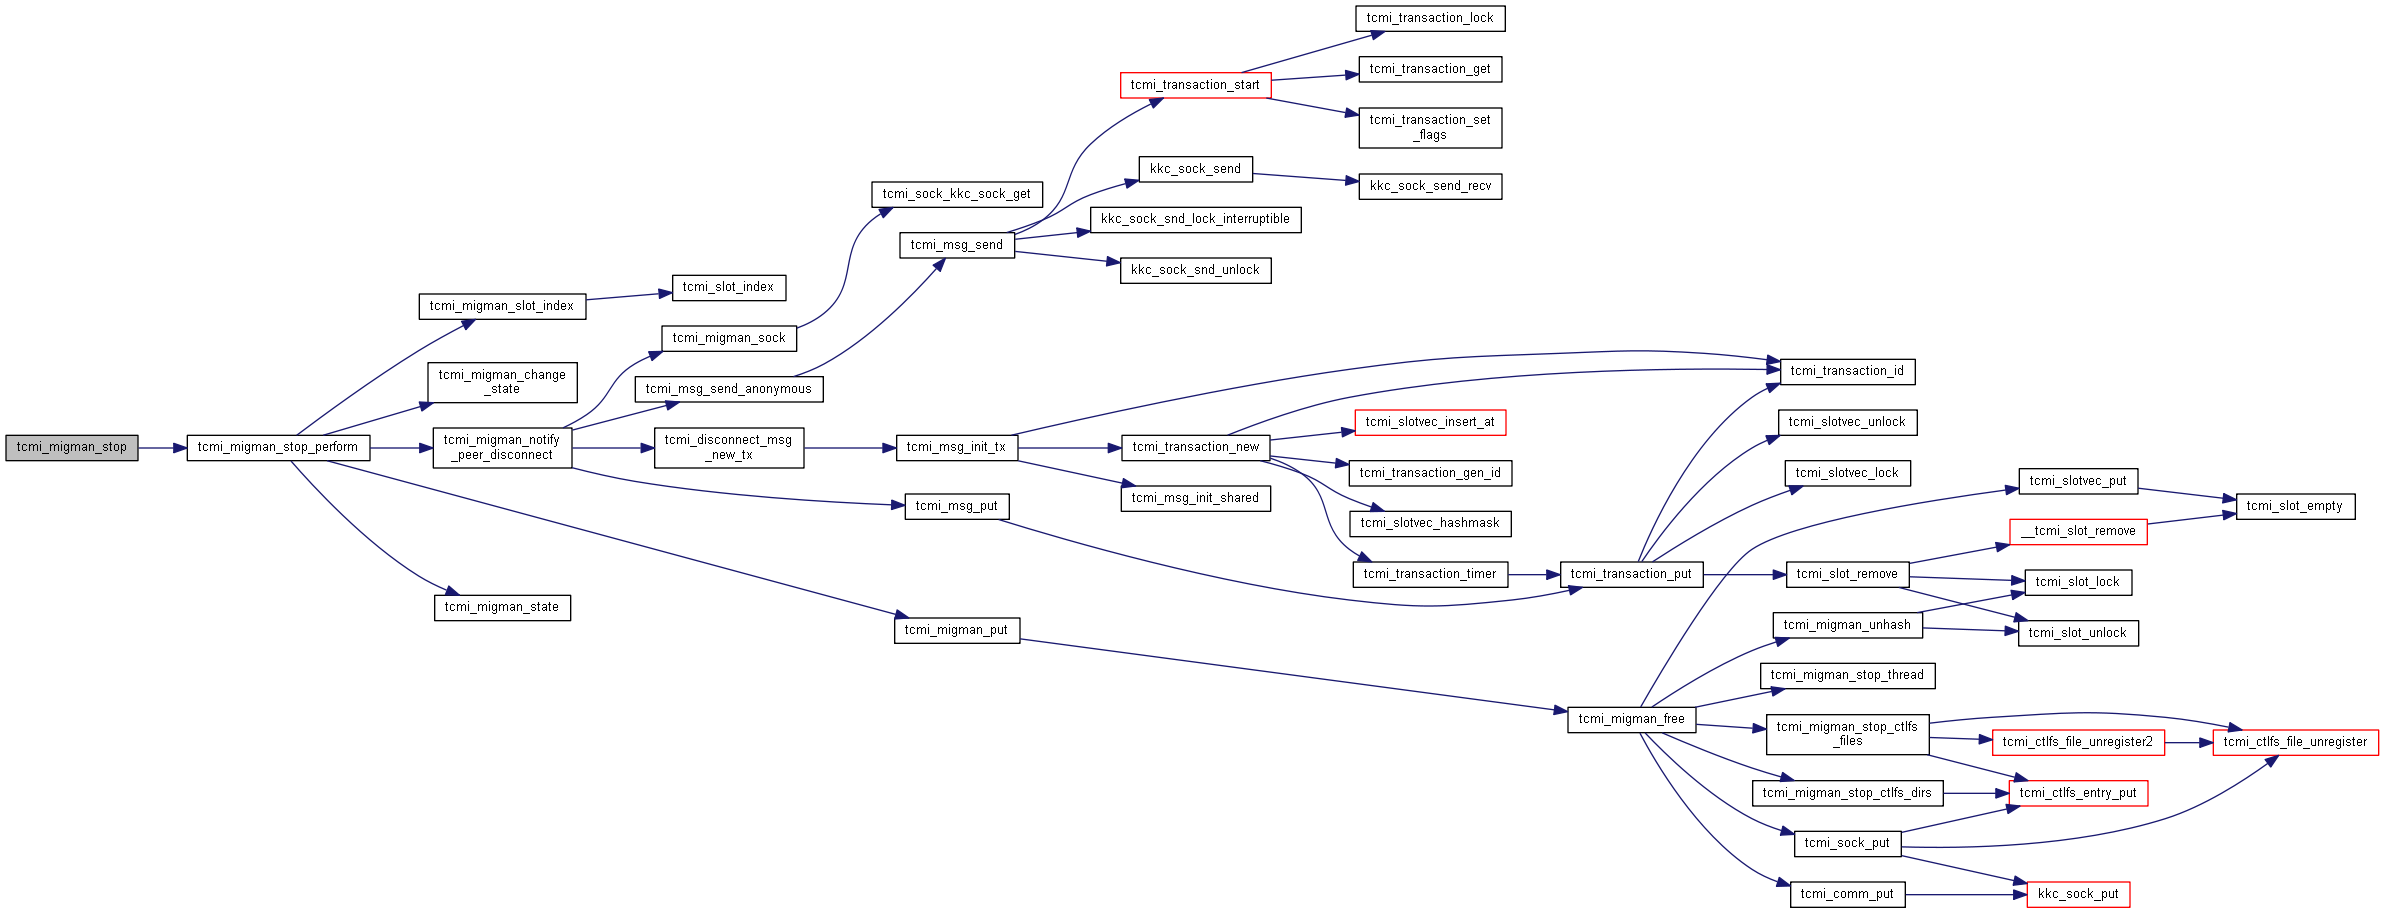 tcmi_migman_stop
tcmi_migman_stop_perform
tcmi_migman_slot_index
tcmi_migman_change
_state
tcmi_migman_notify
_peer_disconnect
tcmi_migman_state
tcmi_slot_index
tcmi_migman_sock
tcmi_msg_send_anonymous
tcmi_disconnect_msg
_new_tx
tcmi_sock_kkc_sock_get
tcmi_msg_send
tcmi_msg_init_tx
tcmi_msg_put
tcmi_migman_put
tcmi_transaction_start
kkc_sock_send
kkc_sock_snd_lock_interruptible
kkc_sock_snd_unlock
tcmi_transaction_new
tcmi_msg_init_shared
tcmi_transaction_lock
tcmi_transaction_get
tcmi_transaction_set
_flags
kkc_sock_send_recv
tcmi_slotvec_insert_at
tcmi_transaction_gen_id
tcmi_slotvec_hashmask
tcmi_transaction_timer
tcmi_transaction_put
tcmi_migman_free
tcmi_transaction_id
tcmi_slotvec_unlock
tcmi_slotvec_lock
tcmi_slot_remove
tcmi_migman_unhash
tcmi_migman_stop_thread
tcmi_migman_stop_ctlfs
_files
tcmi_migman_stop_ctlfs_dirs
tcmi_sock_put
tcmi_comm_put
tcmi_slotvec_put
__tcmi_slot_remove
tcmi_slot_lock
tcmi_slot_unlock
tcmi_ctlfs_file_unregister2
tcmi_ctlfs_entry_put
kkc_sock_put
tcmi_slot_empty
tcmi_ctlfs_file_unregister